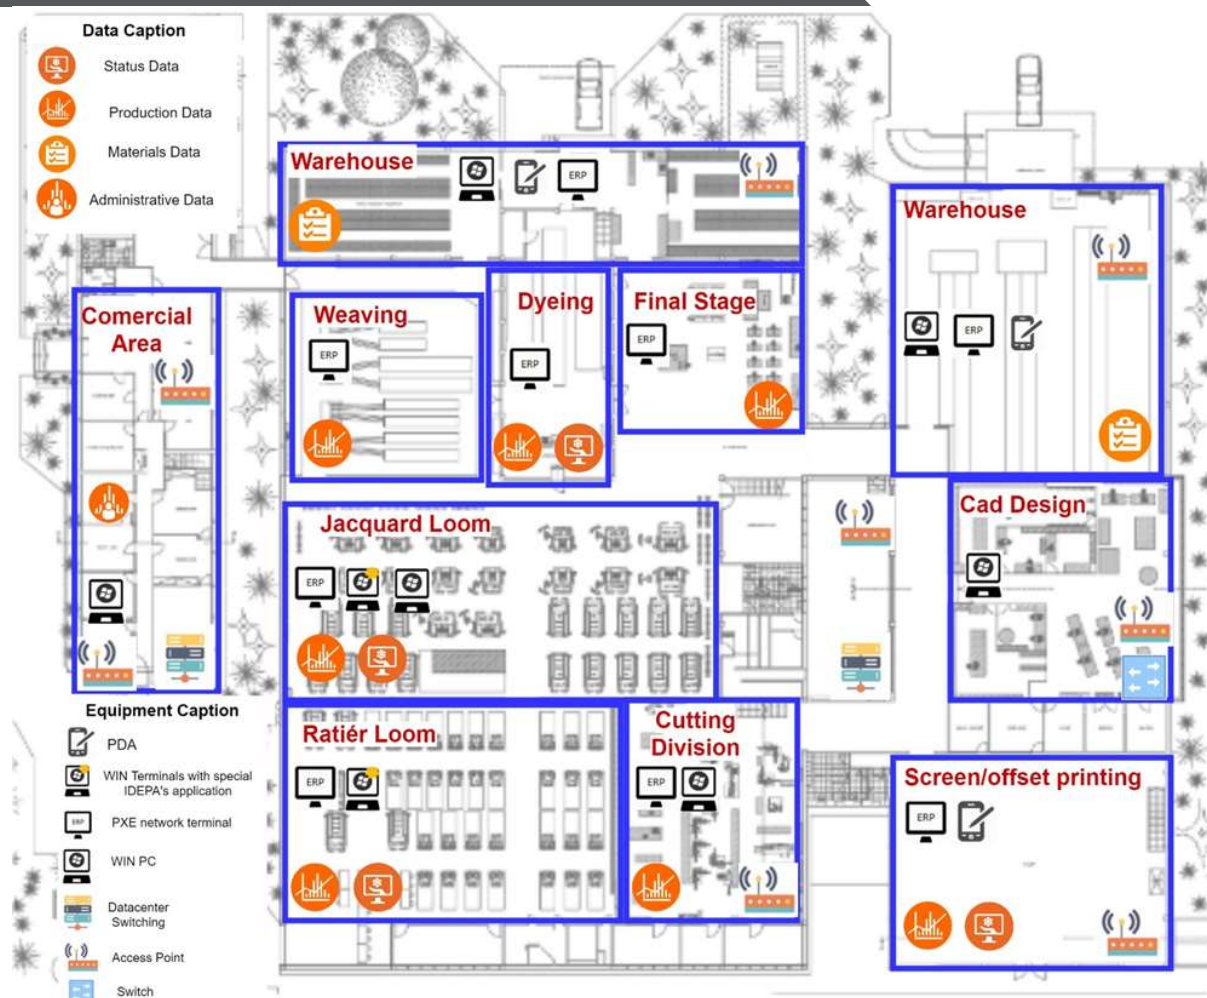 Data Caption
Status Data
Production Data
Materials Data
Administrative Data
Warehouse
ERP
Warehouse
ERP
Comercial
Area
Weaving
ERP
Dyeing
ERP
Final Stage
ERP
Jacquard Loom
ERP
Cad Design
Ratiér Loom
ERP
Cutting
Division
ERP
Screen/offset printing
ERP
Equipment Caption
PDA
WIN Terminals with special
IDEPA's application
ERP
PXE network terminal
WIN PC
Datacenter
Switching
Access Point
Switch